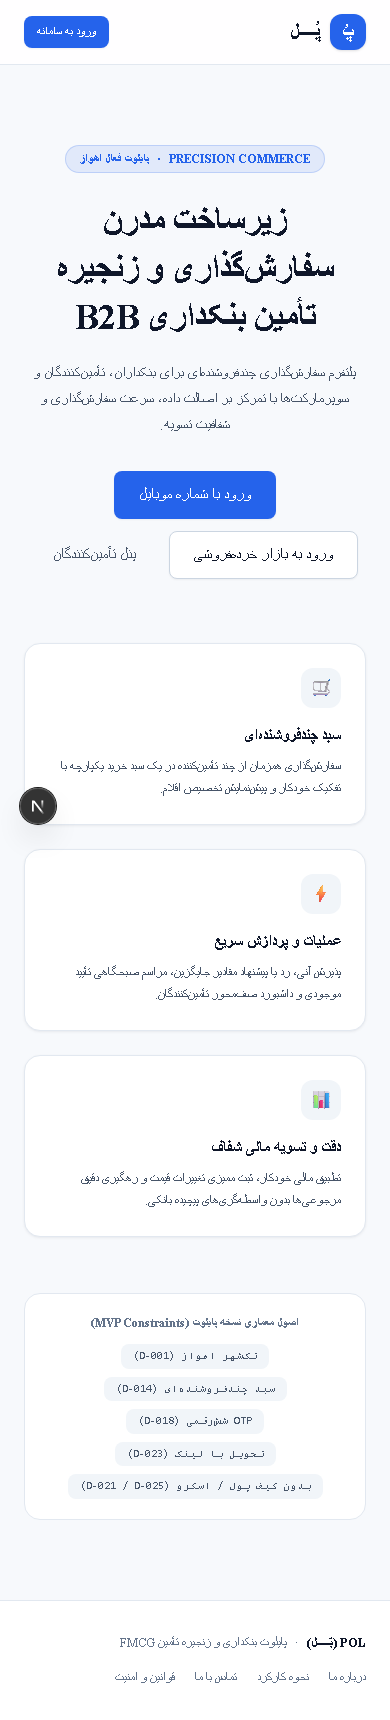 پُل
پُــــل
ورود به سامانه
PRECISION COMMERCE • پایلوت فعال اهواز
زیرساخت مدرن
سفارش‌گذاری و زنجیره
تأمین بنکداری B2B
پلتفرم سفارش‌گذاری چندفروشنده‌ای برای بنکداران، تأمین‌کنندگان و
سوپرمارکت‌ها با تمرکز بر اصالت داده، سرعت سفارش‌گذاری و
شفافیت تسویه.
ورود با شماره موبایل
ورود به بازار خرده‌فروشی
پنل تأمین‌کنندگان
سبد چندفروشنده‌ای
سفارش‌گذاری همزمان از چند تأمین‌کننده در یک سبد خرید یکپارچه با
تفکیک خودکار و پیش‌نمایش تخصیص اقلام.
N
عملیات و پردازش سریع
پذیرش آنی، رد یا پیشنهاد مقادیر جایگزین، مراسم صبحگاهی تأیید
موجودی و داشبورد صف‌محور تأمین‌کنندگان.
دقت و تسویه مالی شفاف
تطبیق مالی خودکار، ثبت ممیزی تغییرات قیمت و رهگیری دقیق
مرجوعی‌ها بدون واسطه‌گری‌های پیچیده بانکی.
اصول معماری نسخه پایلوت (MVP Constraints)
تک‌شهر اهواز (D-001)
سبد چندفروشنده‌ای (D-014)
OTP شش‌رقمی (D-018)
تحویل با لینک (D-023)
بدون کیف پول / اسکرو (D-021 / D-025)
POL (پُــــل) • پایلوت بنکداری و زنجیره تأمین FMCG
درباره ما
نحوه کارکرد
تماس با ما
قوانین و امنیت